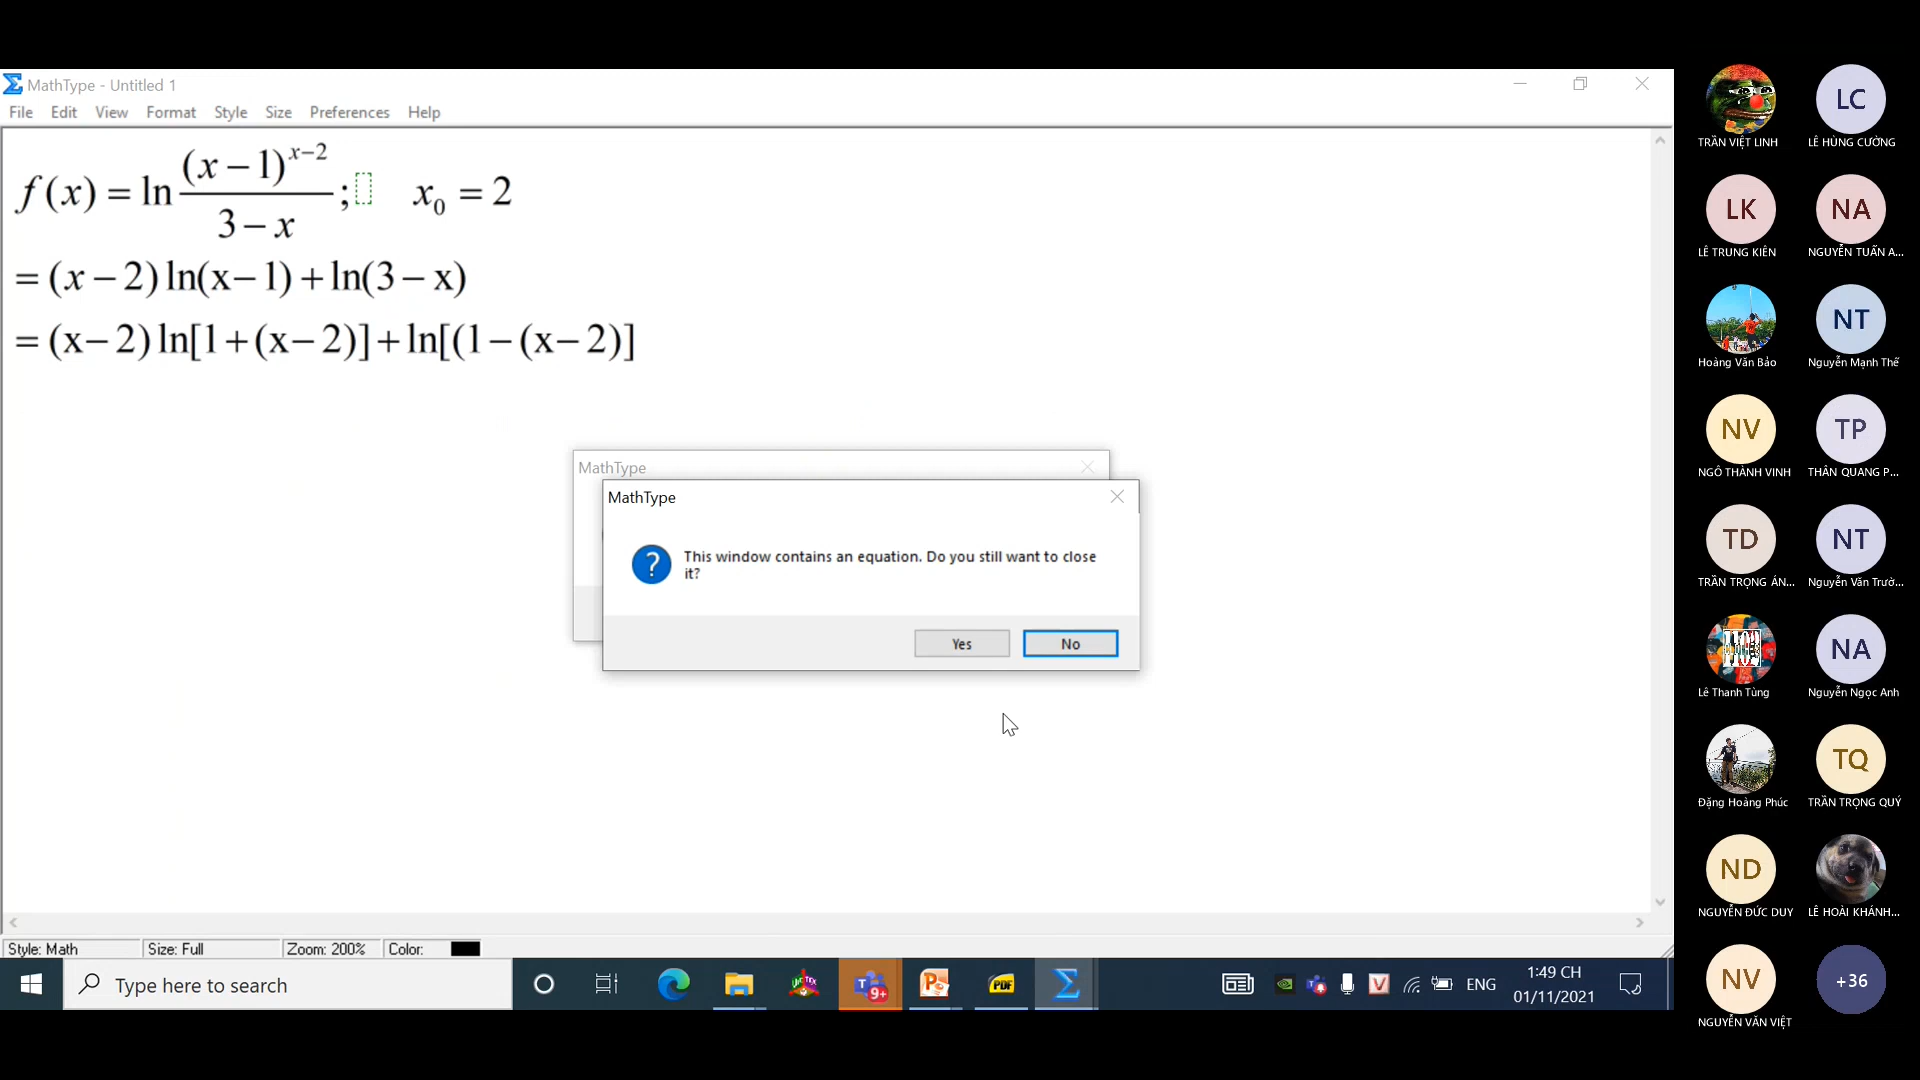 MathType - Untitled 1
File Edit View Format Style Size Preferences Help
f(x) = ln (x − 1)^{x−2} / (3 − x) ; x₀ = 2
= (x − 2) ln(x − 1) + ln(3 − x)
= (x − 2) ln[1 + (x − 2)] + ln[(1 − (x − 2)]
MathType
MathType
This window contains an equation. Do you still want to close
it?
Yes No
Style: Math Size: Full Zoom: 200% Color:
Type here to search
T 9+
PDF
V
ENG
1:49 CH
01/11/2021
TRẦN VIỆT LINH
LC
LÊ HÙNG CƯỜNG
LK
LÊ TRUNG KIÊN
NA
NGUYỄN TUẤN A...
Hoàng Văn Bảo
NT
Nguyễn Mạnh Thế
NV
NGÔ THÀNH VINH
TP
THÂN QUANG P...
TD
TRẦN TRỌNG ÁN...
NT
Nguyễn Văn Trườ...
Lê Thanh Tùng
NA
Nguyễn Ngọc Anh
Đặng Hoàng Phúc
TQ
TRẦN TRỌNG QUÝ
ND
NGUYỄN ĐỨC DUY
LÊ HOÀI KHÁNH...
NV
NGUYỄN VĂN VIỆT
+36